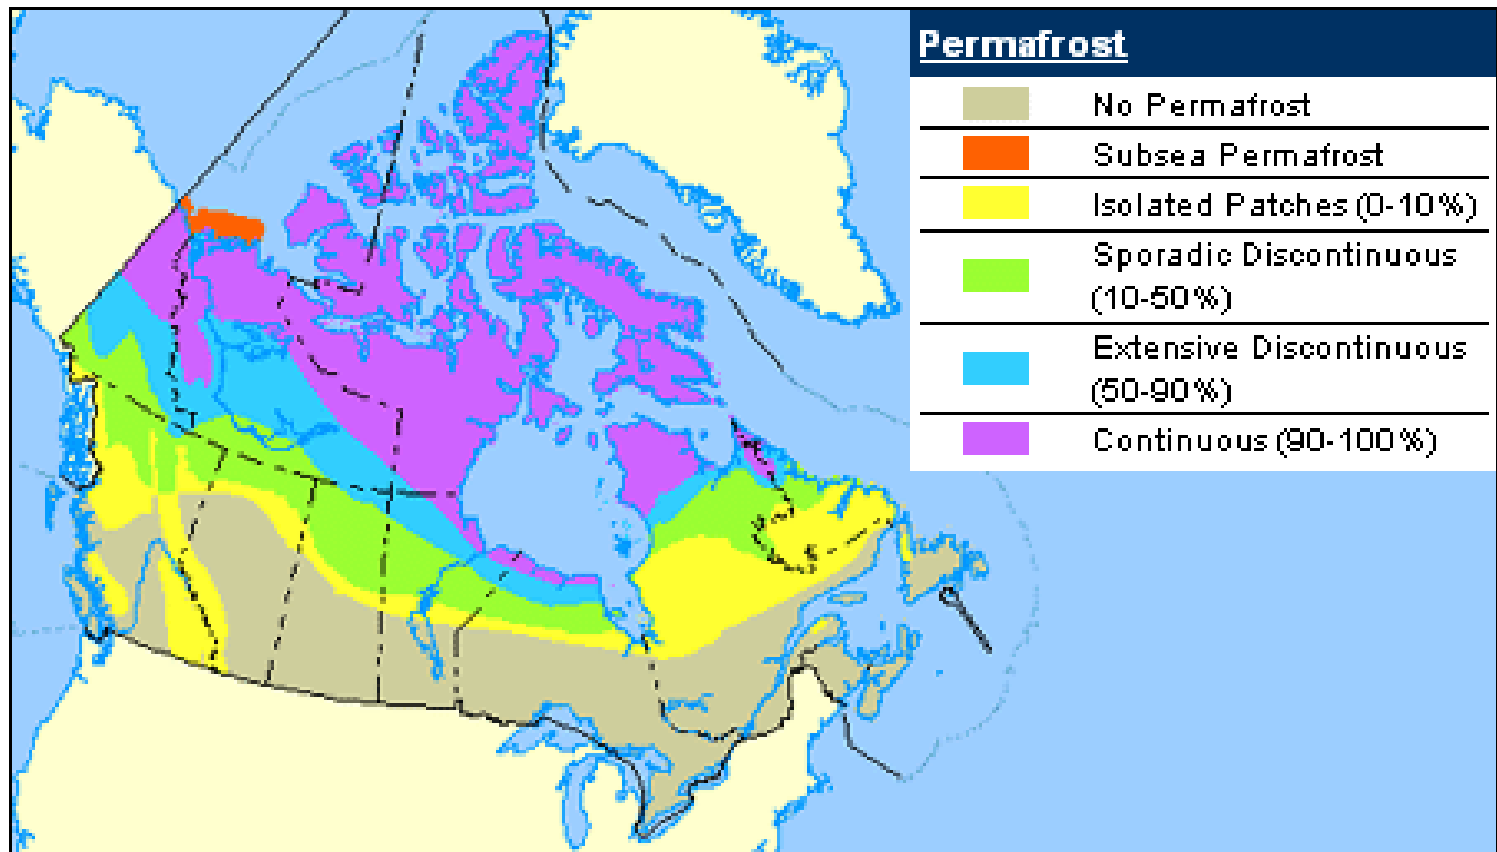 Permafrost
No Permafrost
Subsea Permafrost
Isolated Patches (0-10%)
Sporadic Discontinuous
(10-50%)
Extensive Discontinuous
(50-90%)
Continuous (90-100%)